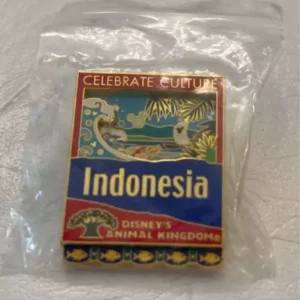 CELEBRATE CULTURE
Indonesia
DISNEY'S
ANIMAL KINGDOM®